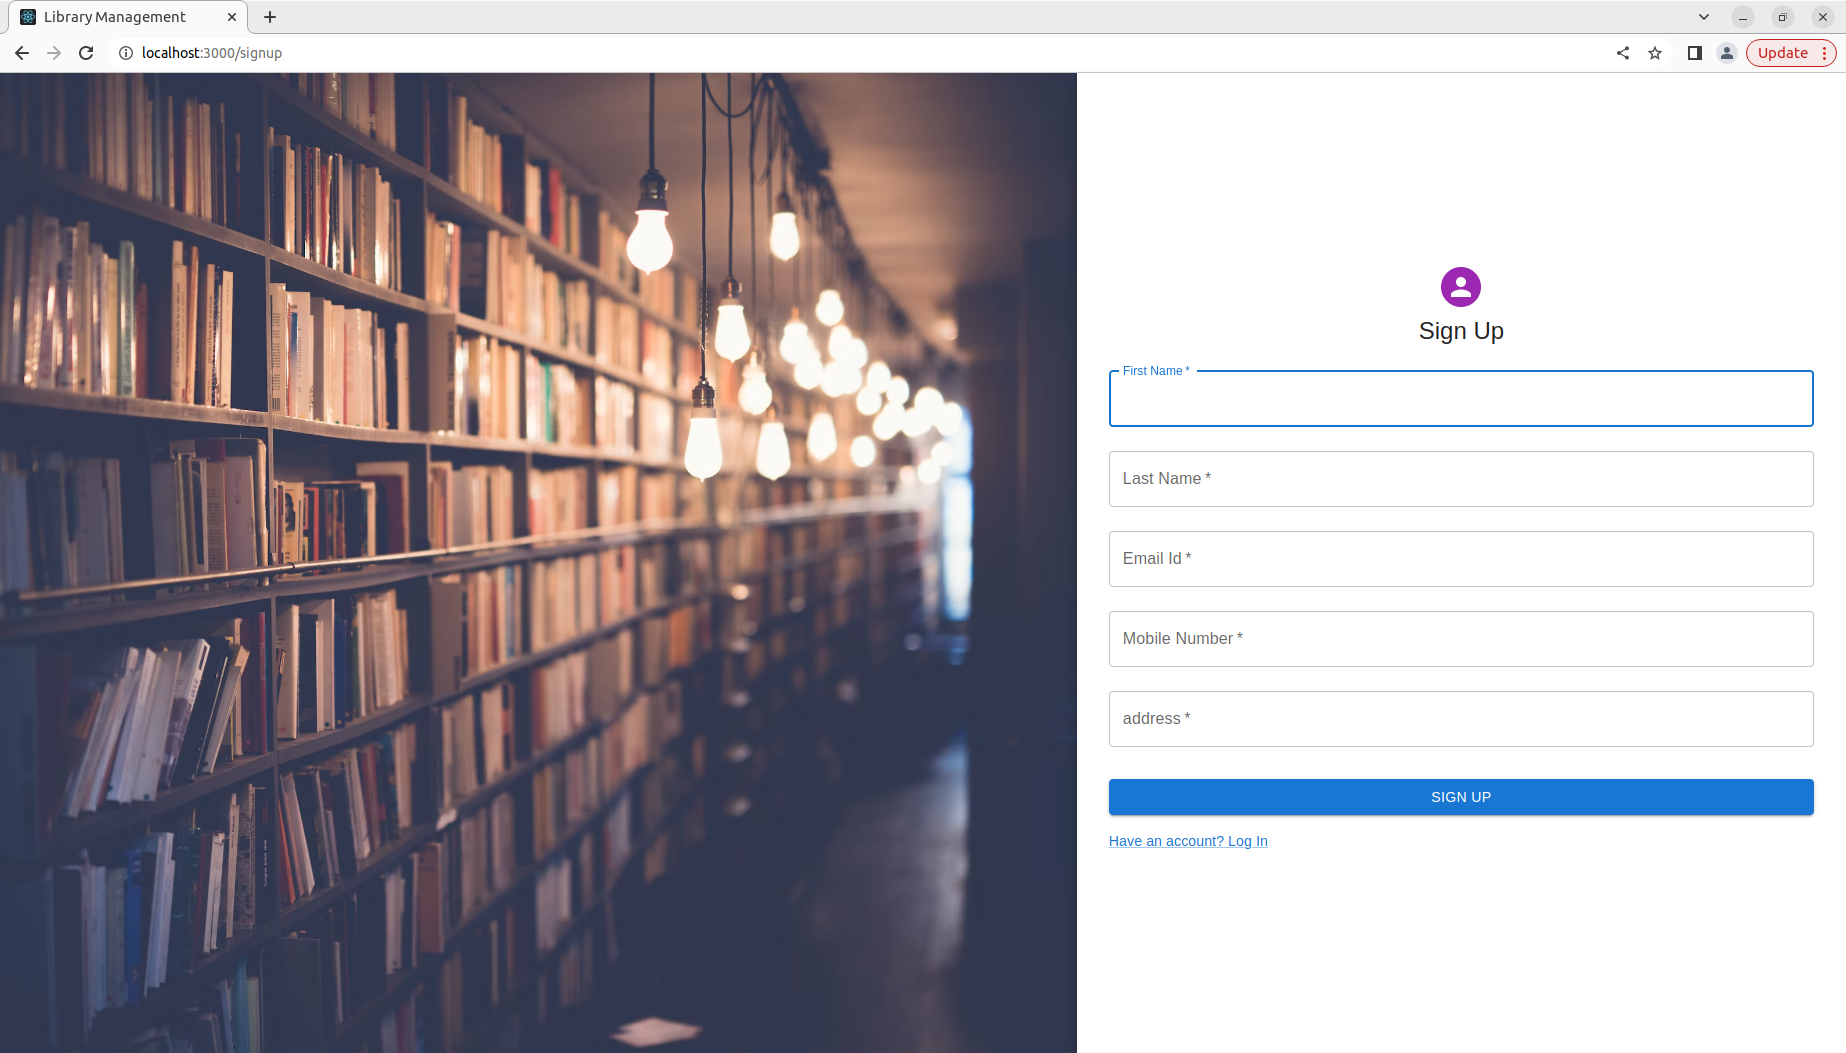 Library Management
localhost:3000/signup
Update
Sign Up
First Name *
Last Name *
Email Id *
Mobile Number *
address *
SIGN UP
Have an account? Log In